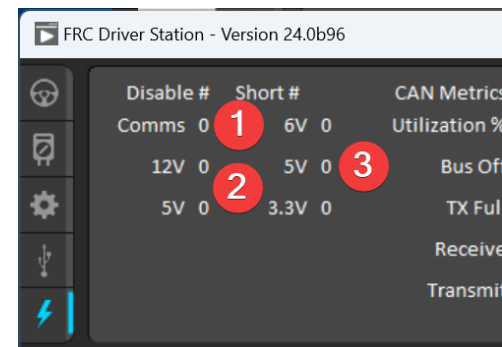 FRC Driver Station - Version 24.0b96
Disable # Short # CAN Metrics
Comms 0 1 6V 0 Utilization %
12V 0 5V 0 3 Bus Off
2
5V 0 3.3V 0 TX Full
Receive
Transmit